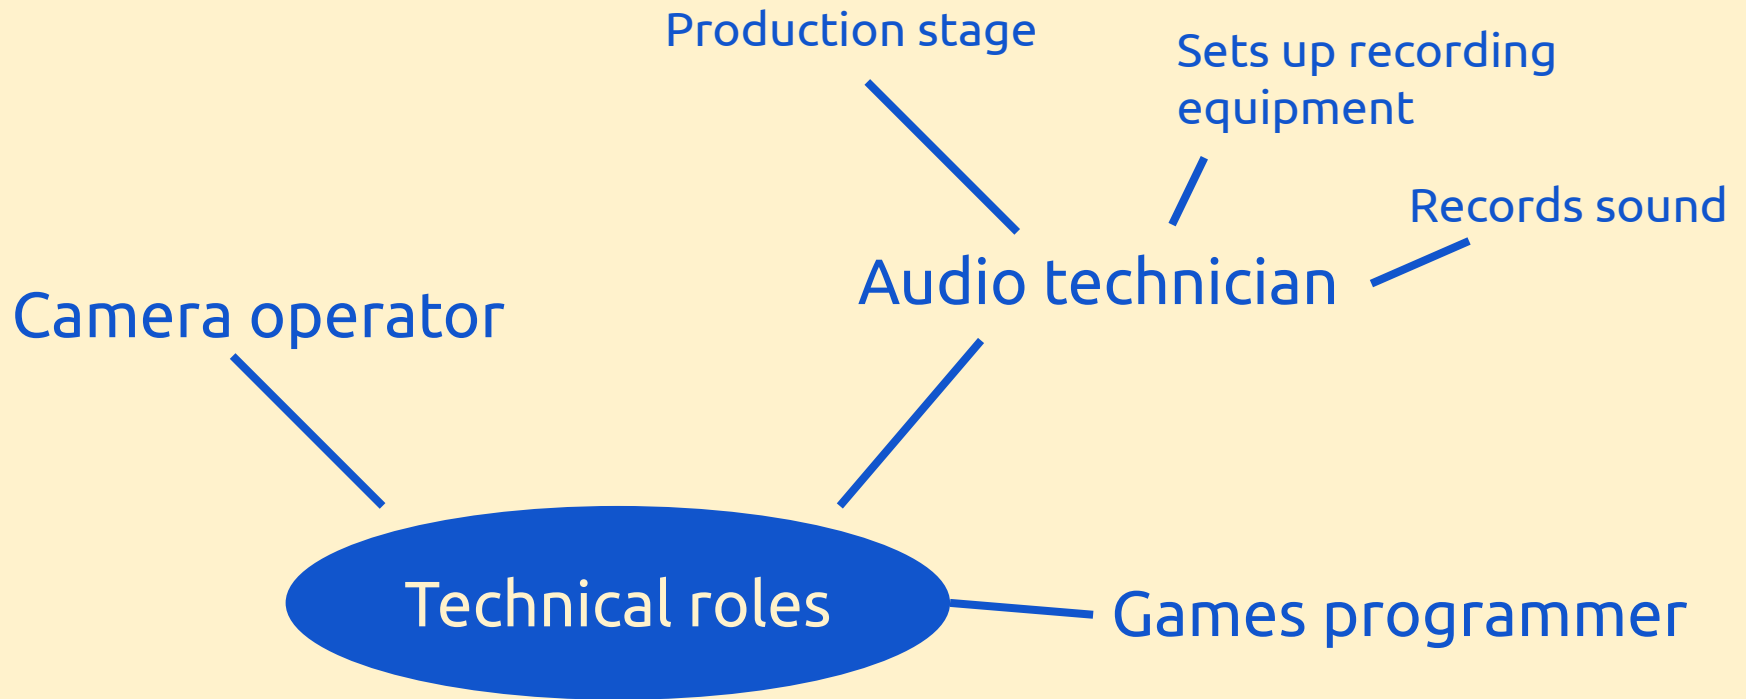 Production stage
Sets up recording
equipment
Records sound
Audio technician
Camera operator
Technical roles
Games programmer